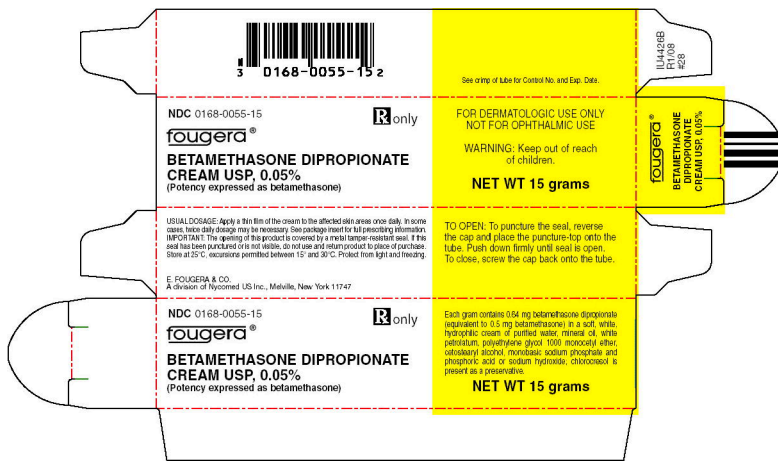 3 0168-0055-15 2
See crimp of tube for Control No. and Exp. Date.
IU4426B
R1/08
#28
NDC 0168-0055-15
Rx only
fougera®
BETAMETHASONE DIPROPIONATE
CREAM USP, 0.05%
(Potency expressed as betamethasone)
FOR DERMATOLOGIC USE ONLY
NOT FOR OPHTHALMIC USE
WARNING: Keep out of reach
of children.
NET WT 15 grams
fougera®
BETAMETHASONE
DIPROPIONATE
CREAM USP, 0.05%
USUAL DOSAGE: Apply a thin film of the cream to the affected skin areas once daily. In some
cases, twice daily dosage may be necessary. See package insert for full prescribing information.
IMPORTANT: The opening of this product is covered by a metal tamper-resistant seal. If this
seal has been punctured or is not visible, do not use and return product to place of purchase.
Store at 25°C, excursions permitted between 15° and 30°C. Protect from light and freezing.
E. FOUGERA & CO.
A division of Nycomed US Inc., Melville, New York 11747
TO OPEN: To puncture the seal, reverse
the cap and place the puncture-top onto the
tube. Push down firmly until seal is open.
To close, screw the cap back onto the tube.
NDC 0168-0055-15
Rx only
fougera®
BETAMETHASONE DIPROPIONATE
CREAM USP, 0.05%
(Potency expressed as betamethasone)
Each gram contains 0.64 mg betamethasone dipropionate
(equivalent to 0.5 mg betamethasone) in a soft, white,
hydrophilic cream of purified water, mineral oil, white
petrolatum, polyethylene glycol 1000 monocetyl ether,
cetostearyl alcohol, monobasic sodium phosphate and
phosphoric acid or sodium hydroxide, chlorocresol is
present as a preservative.
NET WT 15 grams